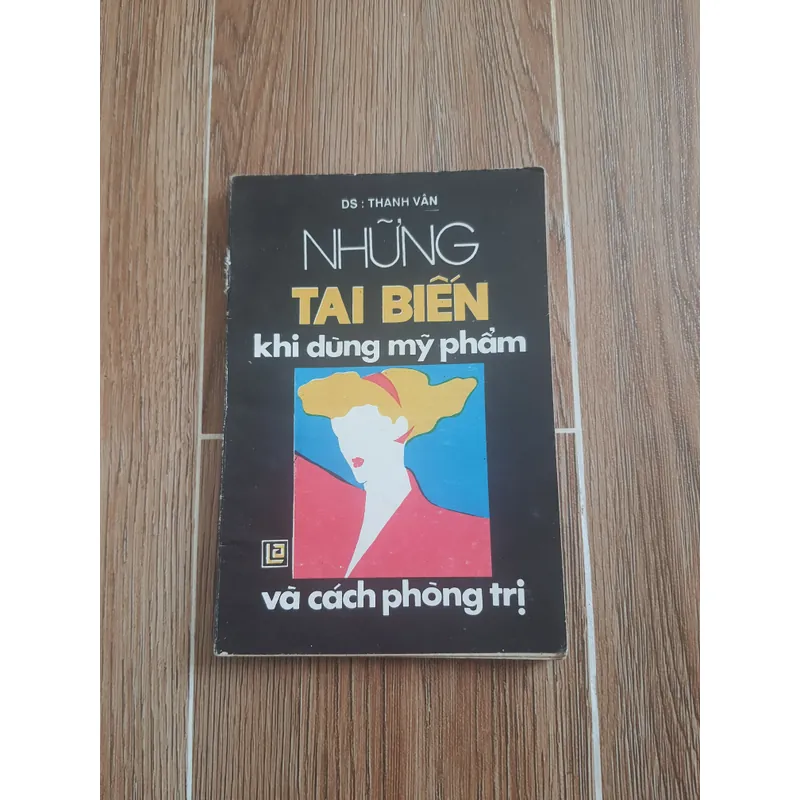 DS : THANH VÂN
NHỮNG
TAI BIẾN
khi dùng mỹ phẩm
và cách phòng trị